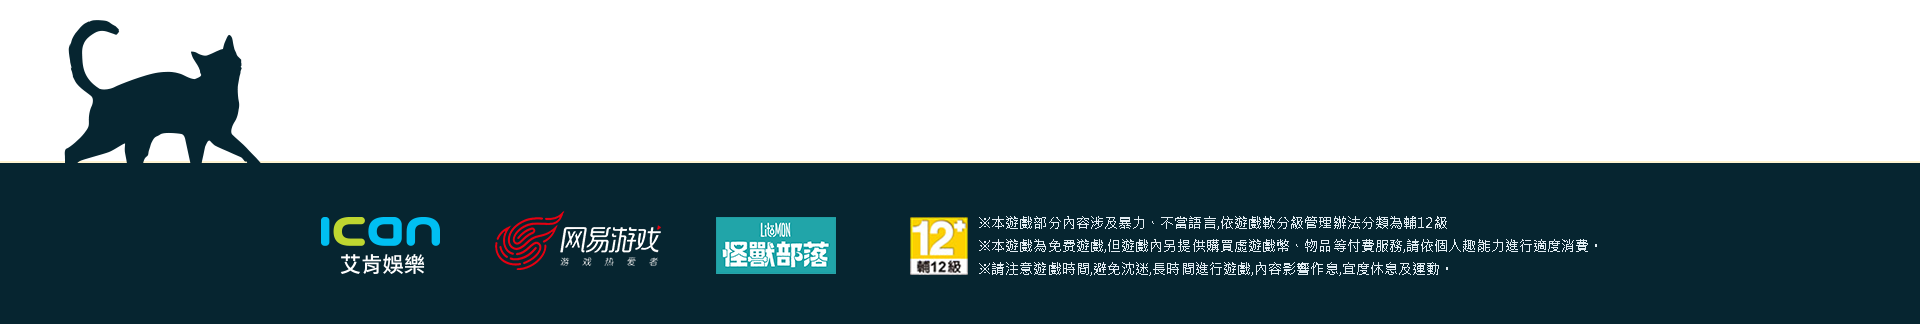 ICAN
艾肯娛樂
网易游戏
游戏热爱者
LitoMON
怪獸部落
12+
輔12級
※本遊戲部分內容涉及暴力、不當語言,依遊戲軟分級管理辦法分類為輔12級
※本遊戲為免费遊戲,但遊戲內另提供購買虛遊戲幣、物品等付費服務,請依個人趣能力進行適度消費。
※請注意遊戲時間,避免沈迷,長時間進行遊戲,內容影響作息,宜度休息及運動。